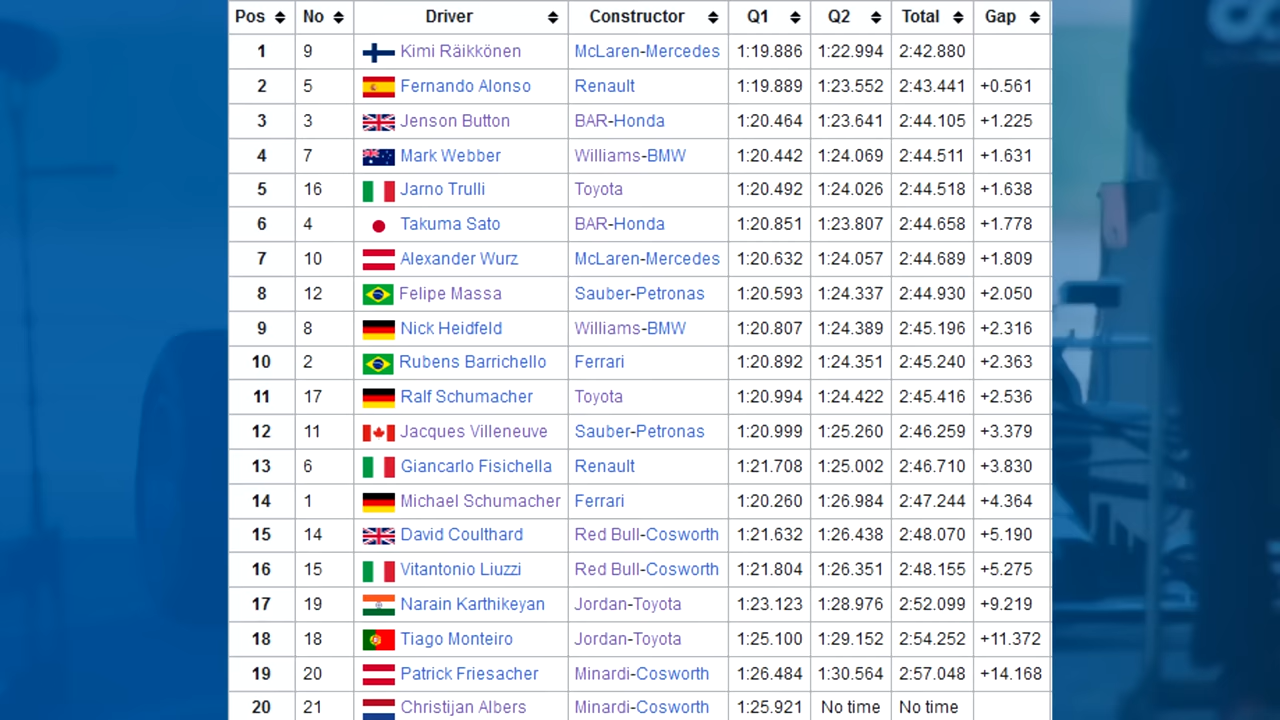 Pos No Driver Constructor Q1 Q2 Total Gap
1 9 Kimi Räikkönen McLaren-Mercedes 1:19.886 1:22.994 2:42.880
2 5 Fernando Alonso Renault 1:19.889 1:23.552 2:43.441 +0.561
3 3 Jenson Button BAR-Honda 1:20.464 1:23.641 2:44.105 +1.225
4 7 Mark Webber Williams-BMW 1:20.442 1:24.069 2:44.511 +1.631
5 16 Jarno Trulli Toyota 1:20.492 1:24.026 2:44.518 +1.638
6 4 Takuma Sato BAR-Honda 1:20.851 1:23.807 2:44.658 +1.778
7 10 Alexander Wurz McLaren-Mercedes 1:20.632 1:24.057 2:44.689 +1.809
8 12 Felipe Massa Sauber-Petronas 1:20.593 1:24.337 2:44.930 +2.050
9 8 Nick Heidfeld Williams-BMW 1:20.807 1:24.389 2:45.196 +2.316
10 2 Rubens Barrichello Ferrari 1:20.892 1:24.351 2:45.240 +2.363
11 17 Ralf Schumacher Toyota 1:20.994 1:24.422 2:45.416 +2.536
12 11 Jacques Villeneuve Sauber-Petronas 1:20.999 1:25.260 2:46.259 +3.379
13 6 Giancarlo Fisichella Renault 1:21.708 1:25.002 2:46.710 +3.830
14 1 Michael Schumacher Ferrari 1:20.260 1:26.984 2:47.244 +4.364
15 14 David Coulthard Red Bull-Cosworth 1:21.632 1:26.438 2:48.070 +5.190
16 15 Vitantonio Liuzzi Red Bull-Cosworth 1:21.804 1:26.351 2:48.155 +5.275
17 19 Narain Karthikeyan Jordan-Toyota 1:23.123 1:28.976 2:52.099 +9.219
18 18 Tiago Monteiro Jordan-Toyota 1:25.100 1:29.152 2:54.252 +11.372
19 20 Patrick Friesacher Minardi-Cosworth 1:26.484 1:30.564 2:57.048 +14.168
20 21 Christijan Albers Minardi-Cosworth 1:25.921 No time No time